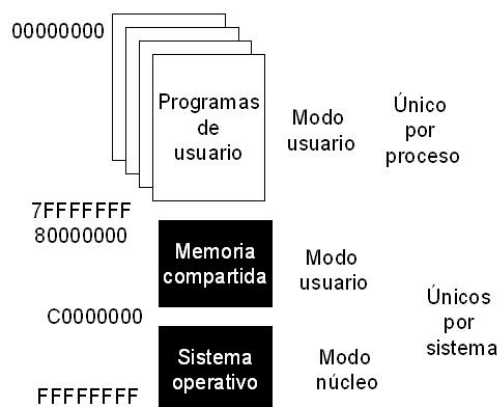 00000000
Programas
de
usuario
Modo
usuario
Único
por
proceso
7FFFFFFF
80000000
Memoria
compartida
Modo
usuario
Únicos
por
sistema
C0000000
Sistema
operativo
Modo
núcleo
FFFFFFFF